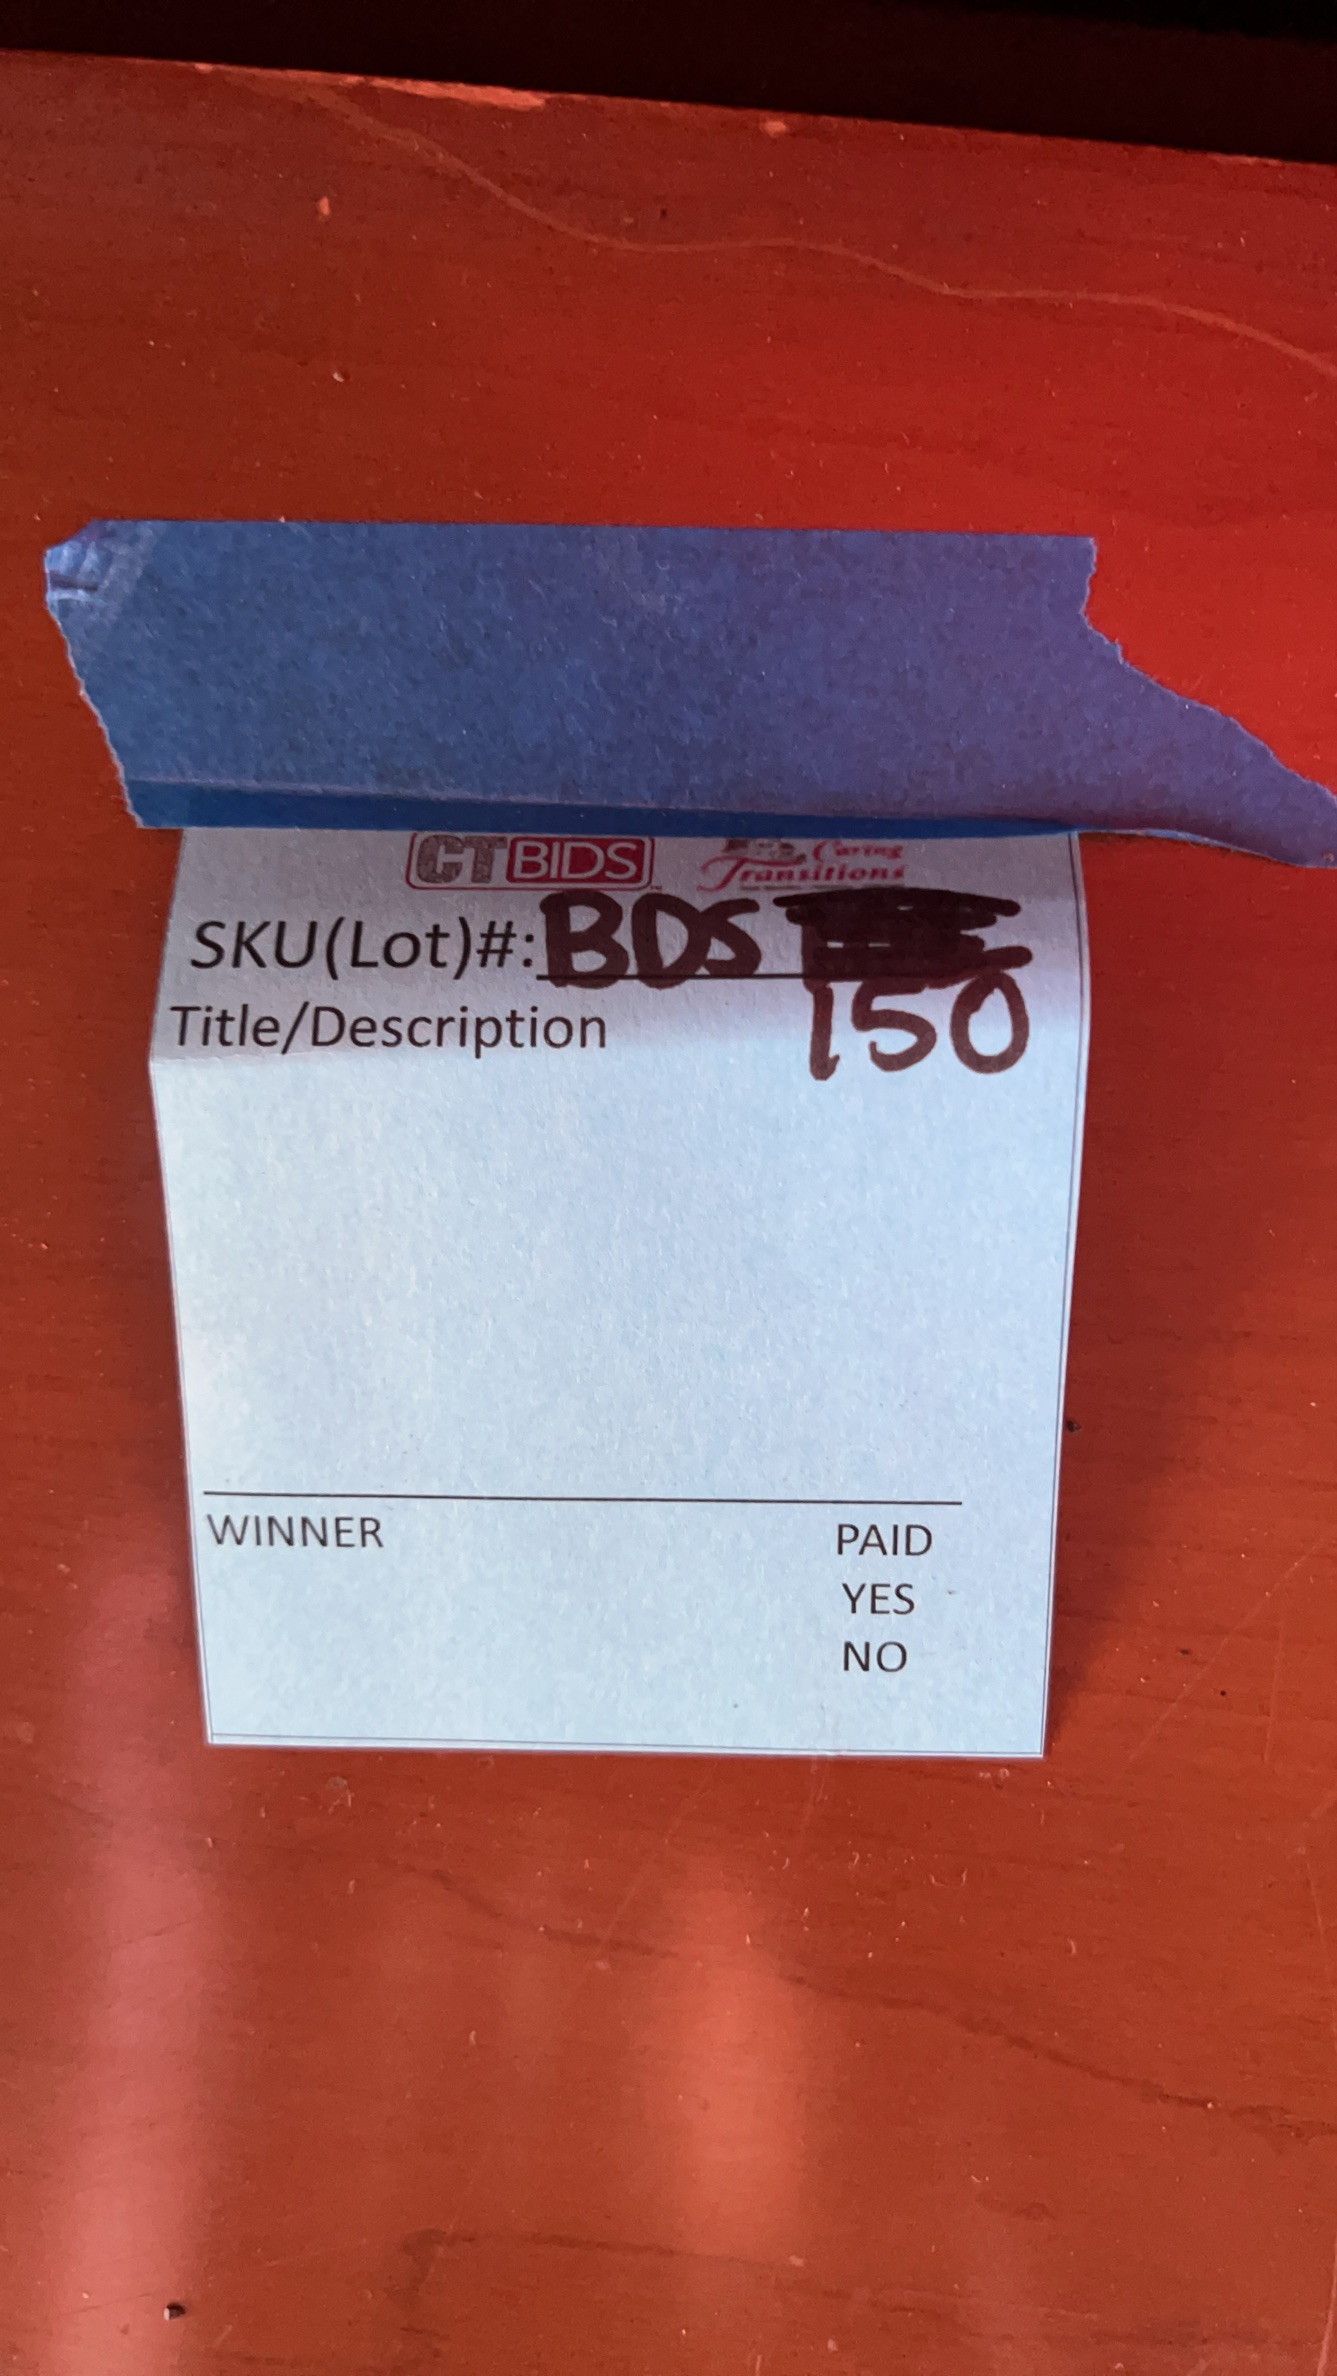 CTBIDS Caring
Transitions
SKU(Lot)#: BDS
Title/Description 150
WINNER PAID
YES
NO